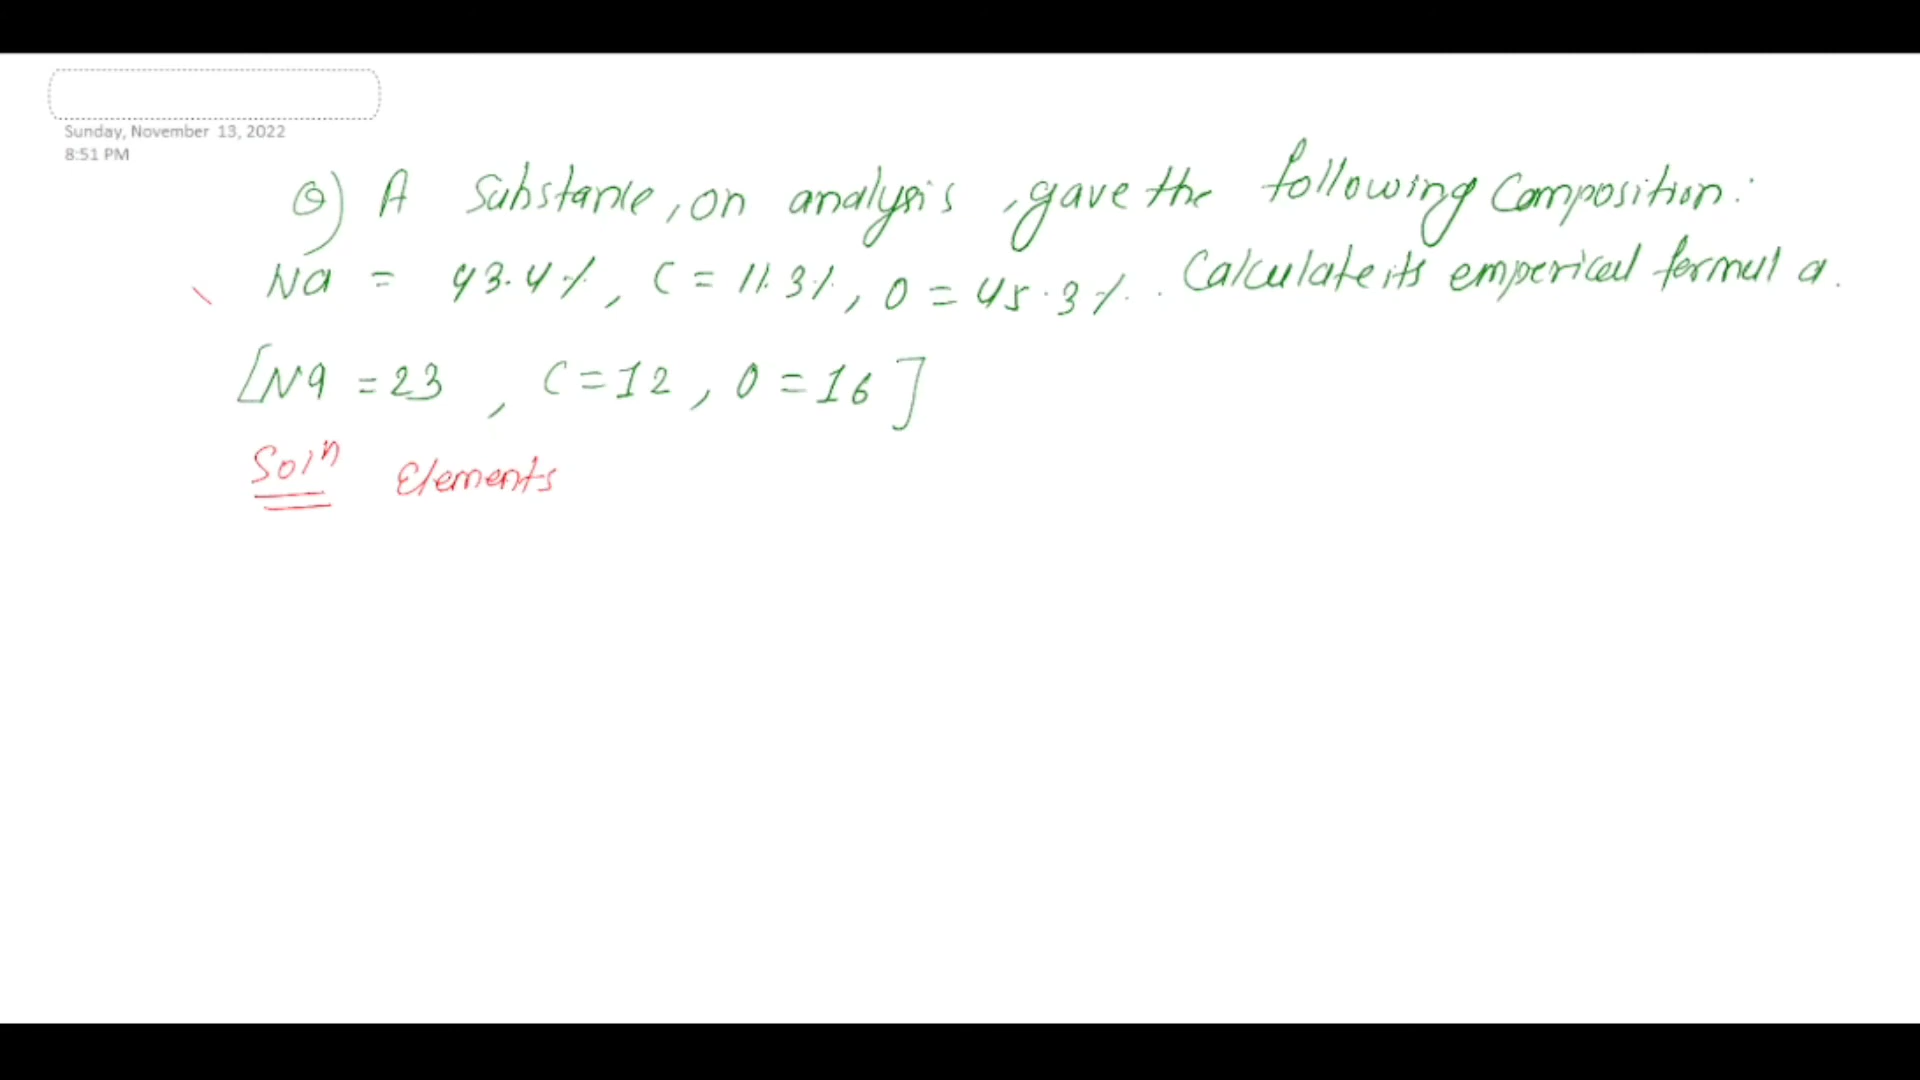 Sunday, November 13, 2022
8:51 PM
Q) A Substance, on analysis, gave the following Composition:
Na = 43.4%, C = 11.3%, O = 45.3%. Calculate its emperical formula.
[Na = 23, C = 12, O = 16]
Solⁿ Elements